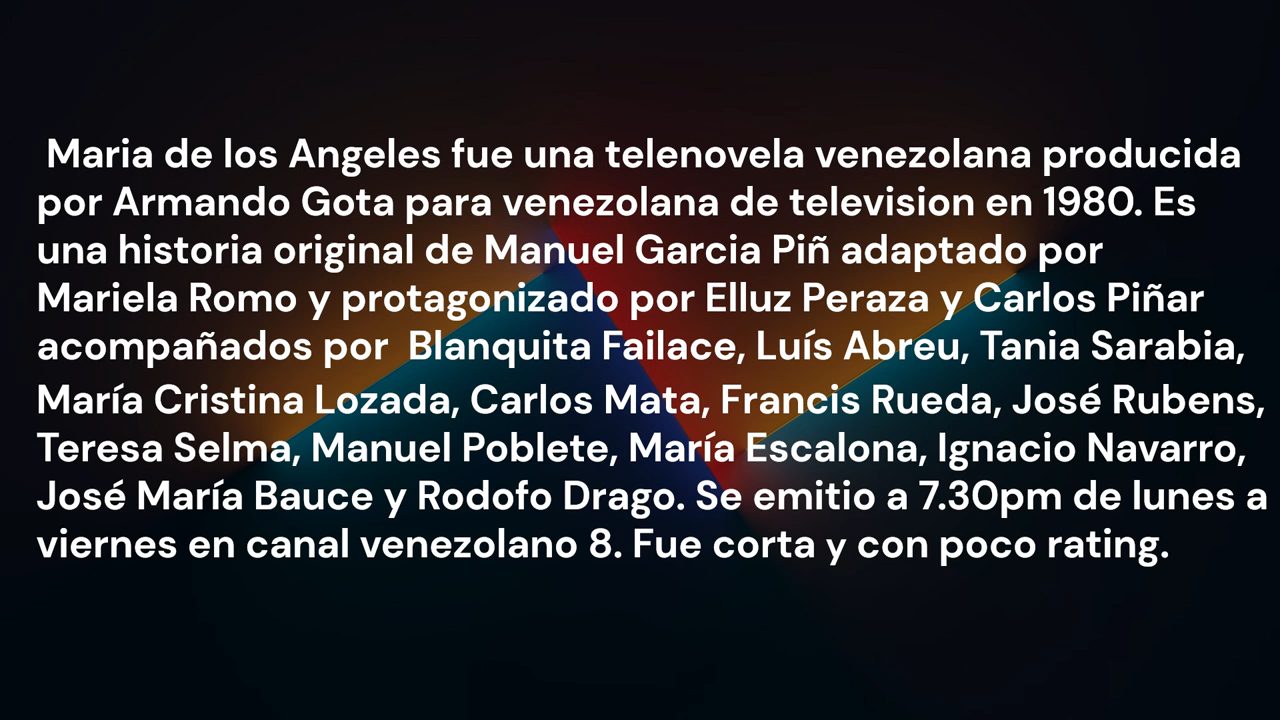 Maria de los Angeles fue una telenovela venezolana producida
por Armando Gota para venezolana de television en 1980. Es
una historia original de Manuel Garcia Piñ adaptado por
Mariela Romo y protagonizado por Elluz Peraza y Carlos Piñar
acompañados por  Blanquita Failace, Luís Abreu, Tania Sarabia,
María Cristina Lozada, Carlos Mata, Francis Rueda, José Rubens,
Teresa Selma, Manuel Poblete, María Escalona, Ignacio Navarro,
José María Bauce y Rodofo Drago. Se emitio a 7.30pm de lunes a
viernes en canal venezolano 8. Fue corta y con poco rating.